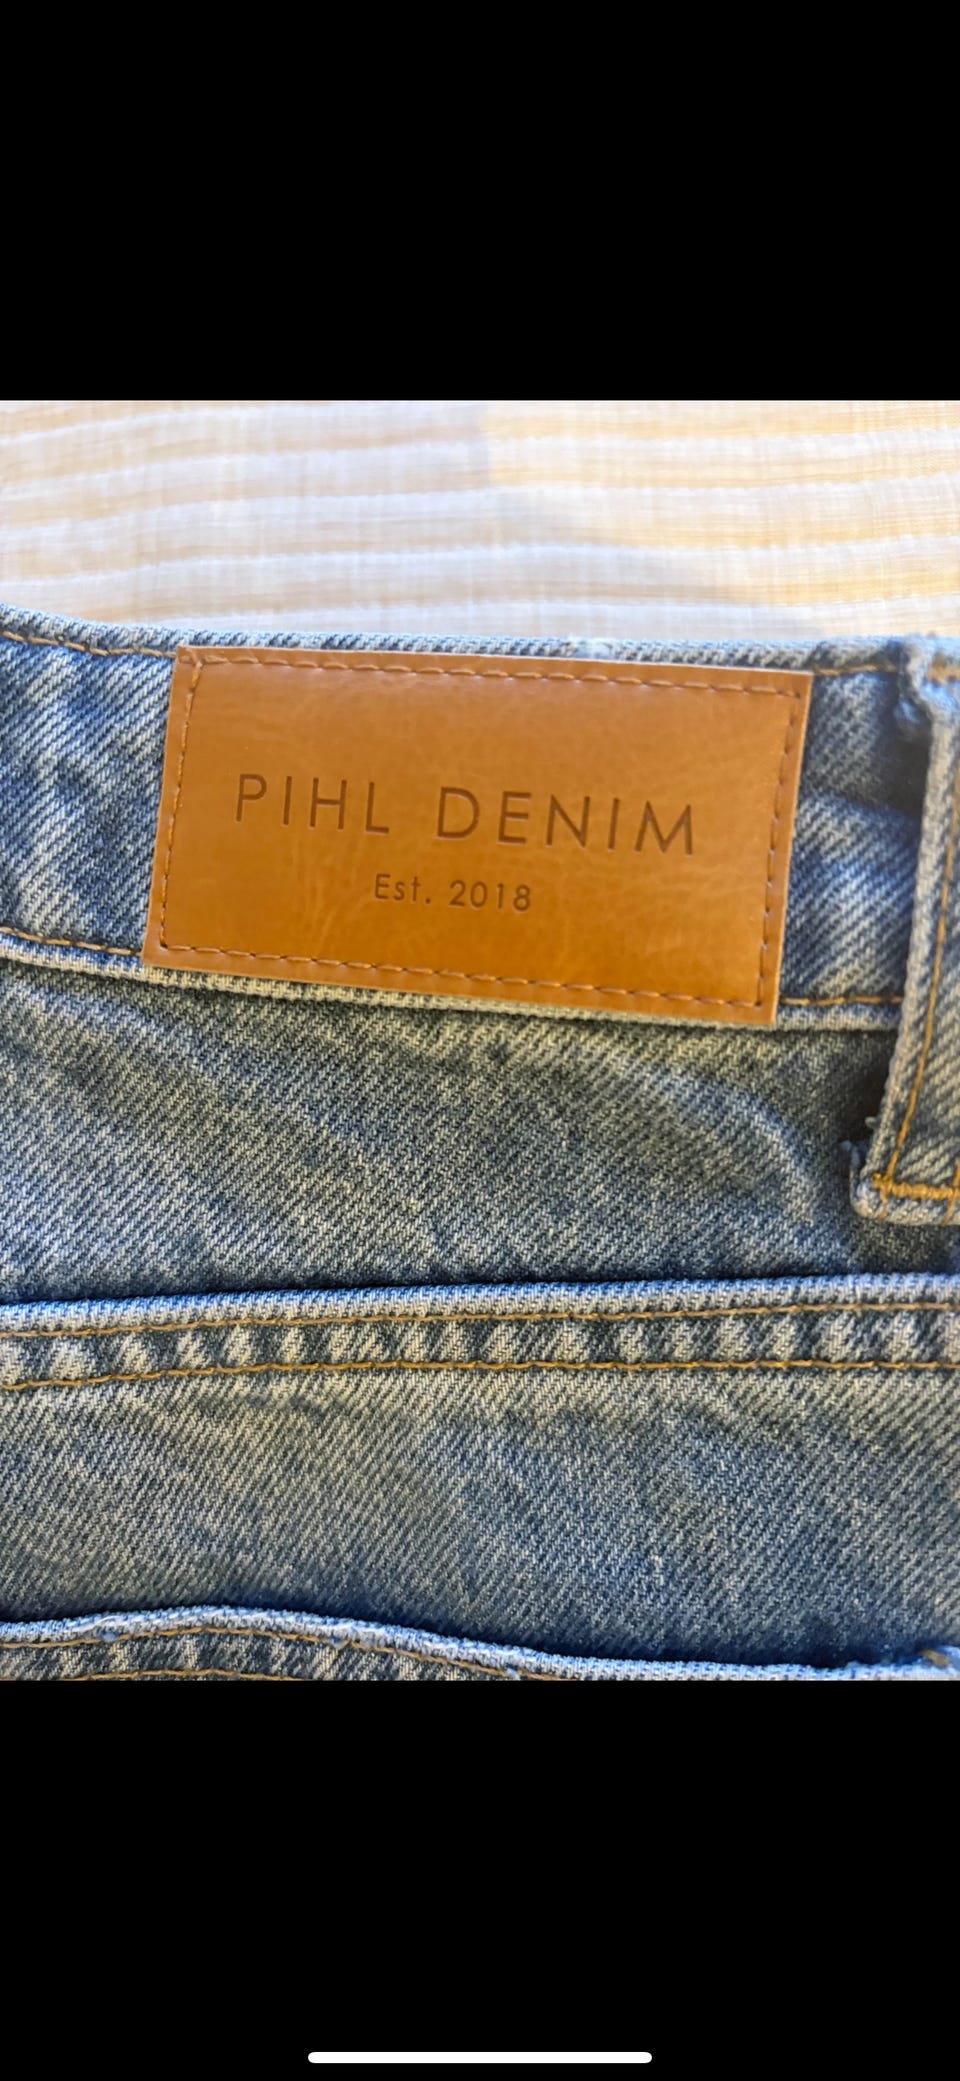 PIHL DENIM
Est. 2018